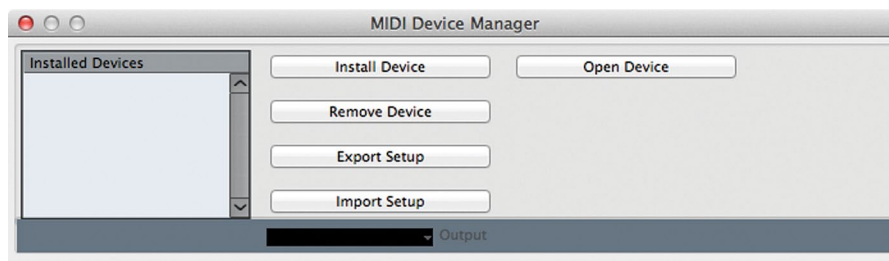 MIDI Device Manager
Installed Devices
Install Device
Open Device
Remove Device
Export Setup
Import Setup
Output